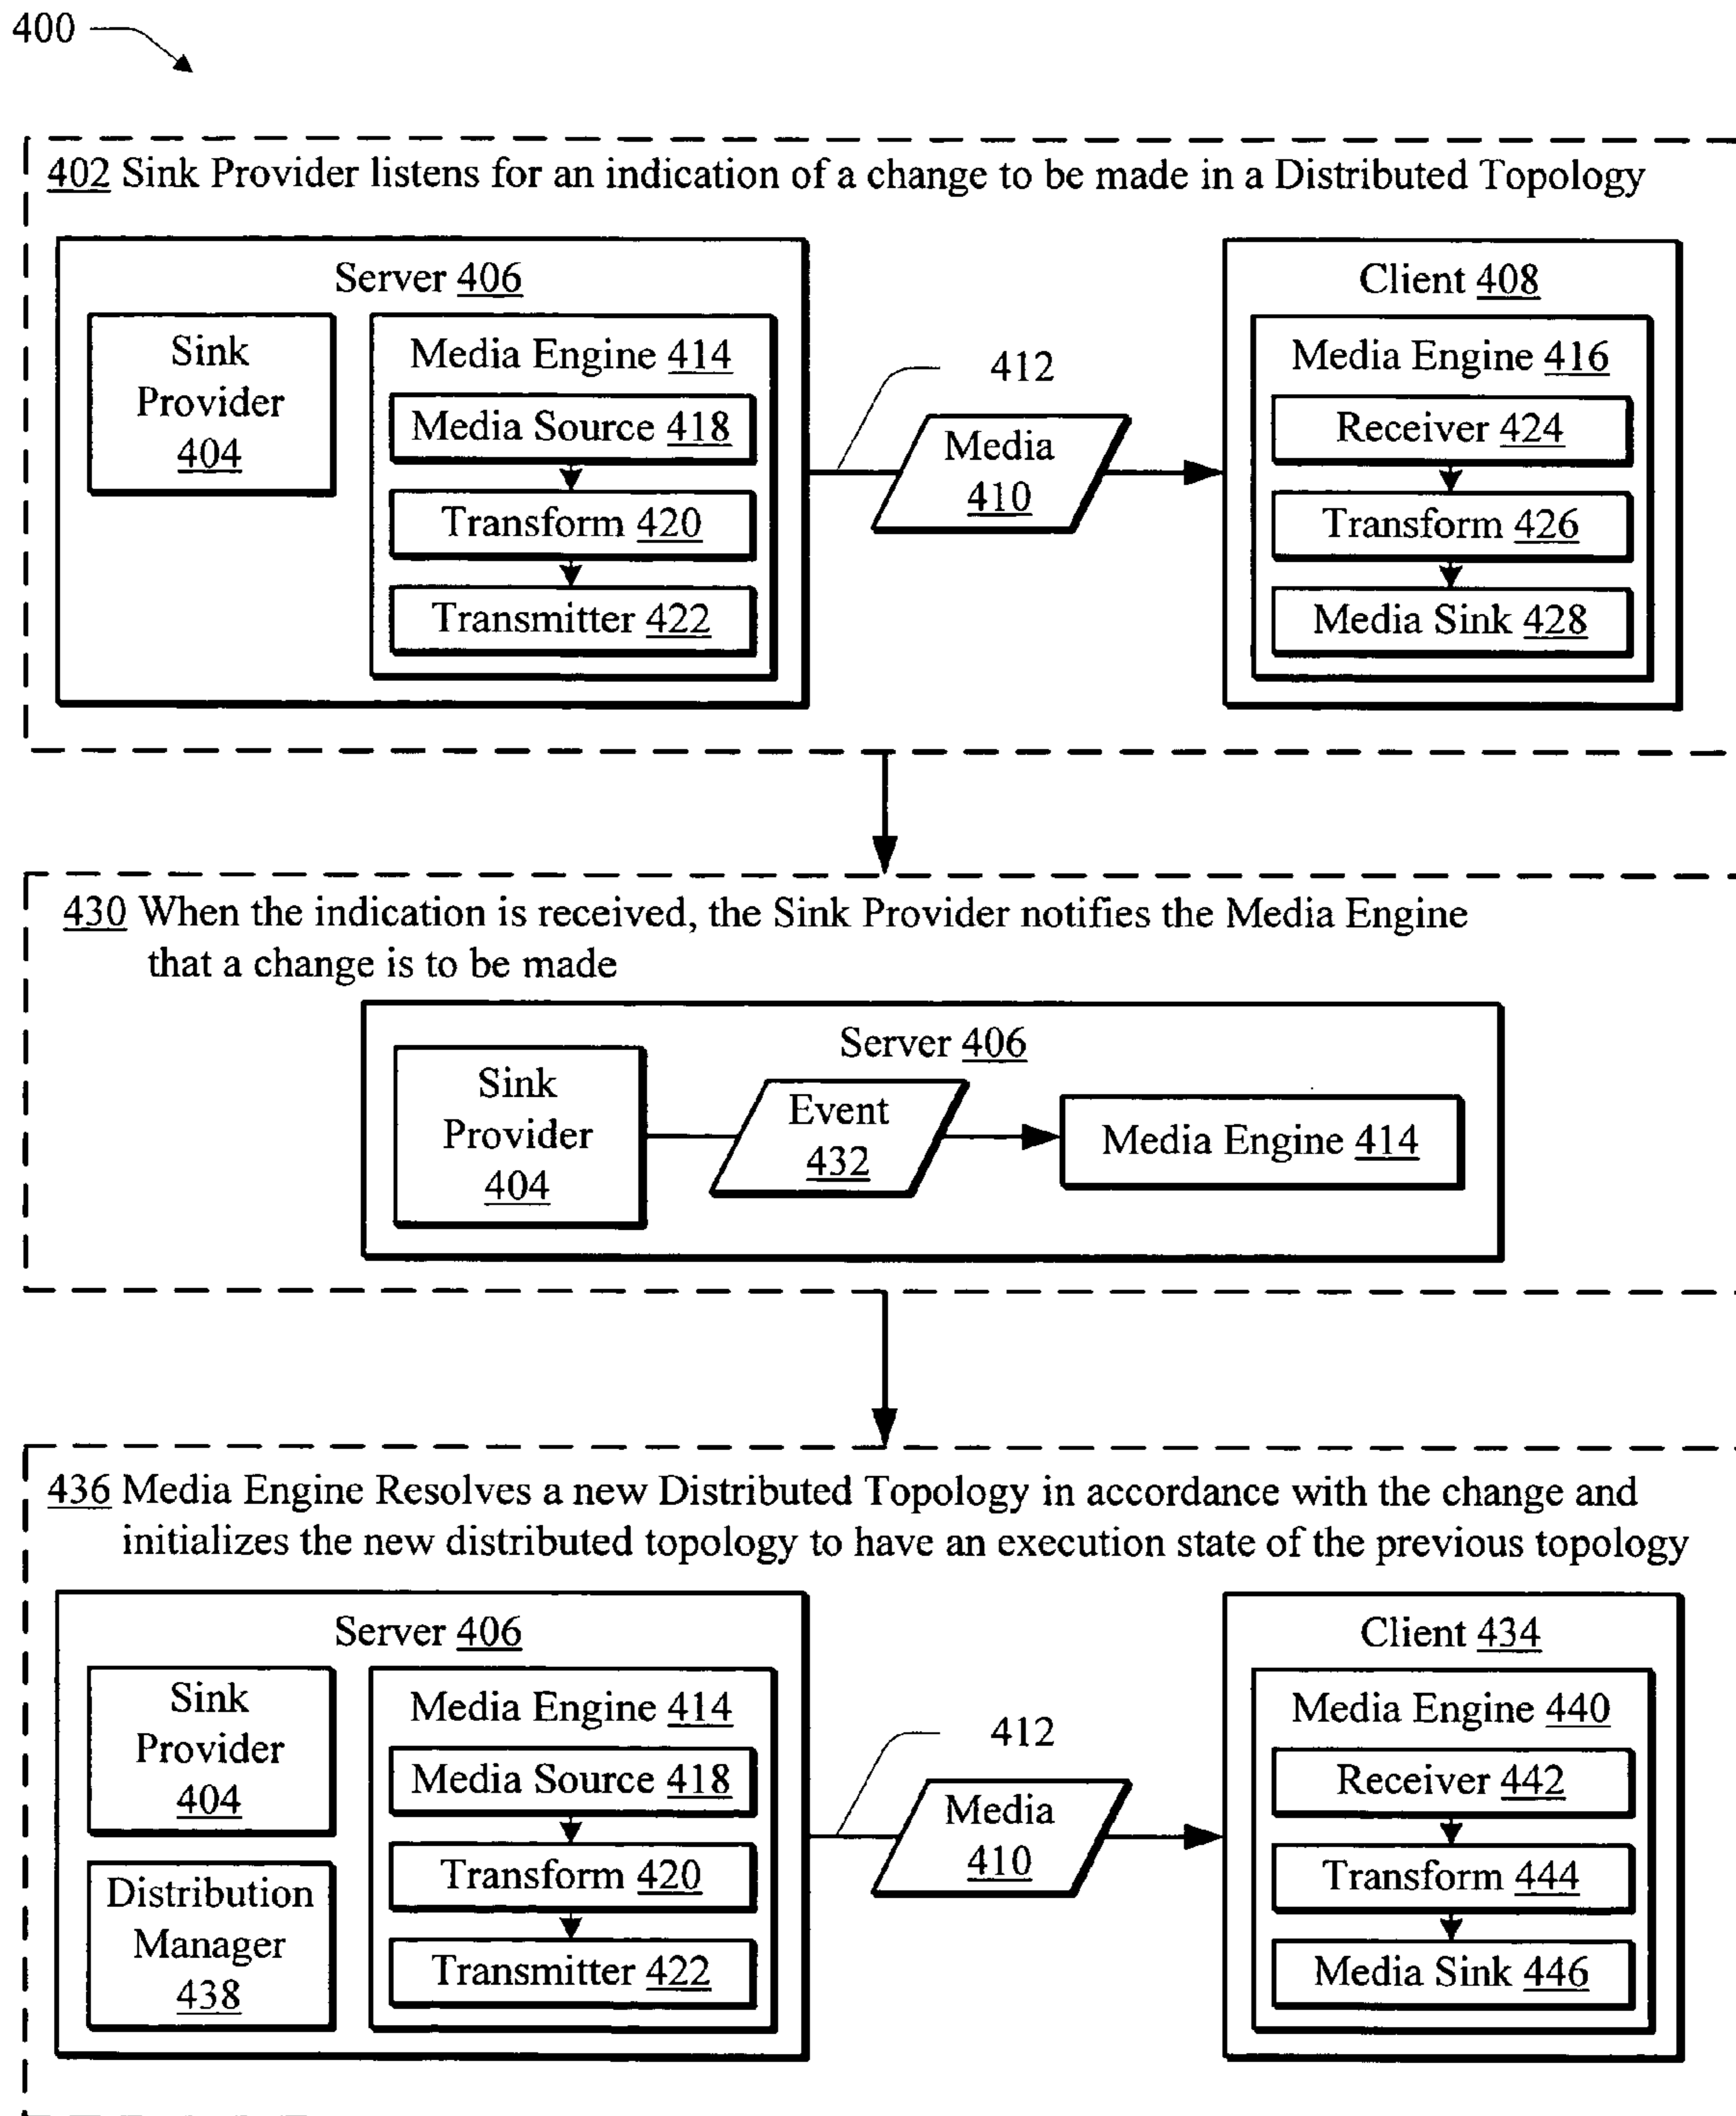 400
402 Sink Provider listens for an indication of a change to be made in a Distributed Topology
Server 406
Sink
Provider
404
Media Engine 414
Media Source 418
Transform 420
Transmitter 422
412
Media
410
Client 408
Media Engine 416
Receiver 424
Transform 426
Media Sink 428
430 When the indication is received, the Sink Provider notifies the Media Engine
that a change is to be made
Server 406
Sink
Provider
404
Event
432
Media Engine 414
436 Media Engine Resolves a new Distributed Topology in accordance with the change and
initializes the new distributed topology to have an execution state of the previous topology
Server 406
Sink
Provider
404
Distribution
Manager
438
Media Engine 414
Media Source 418
Transform 420
Transmitter 422
412
Media
410
Client 434
Media Engine 440
Receiver 442
Transform 444
Media Sink 446